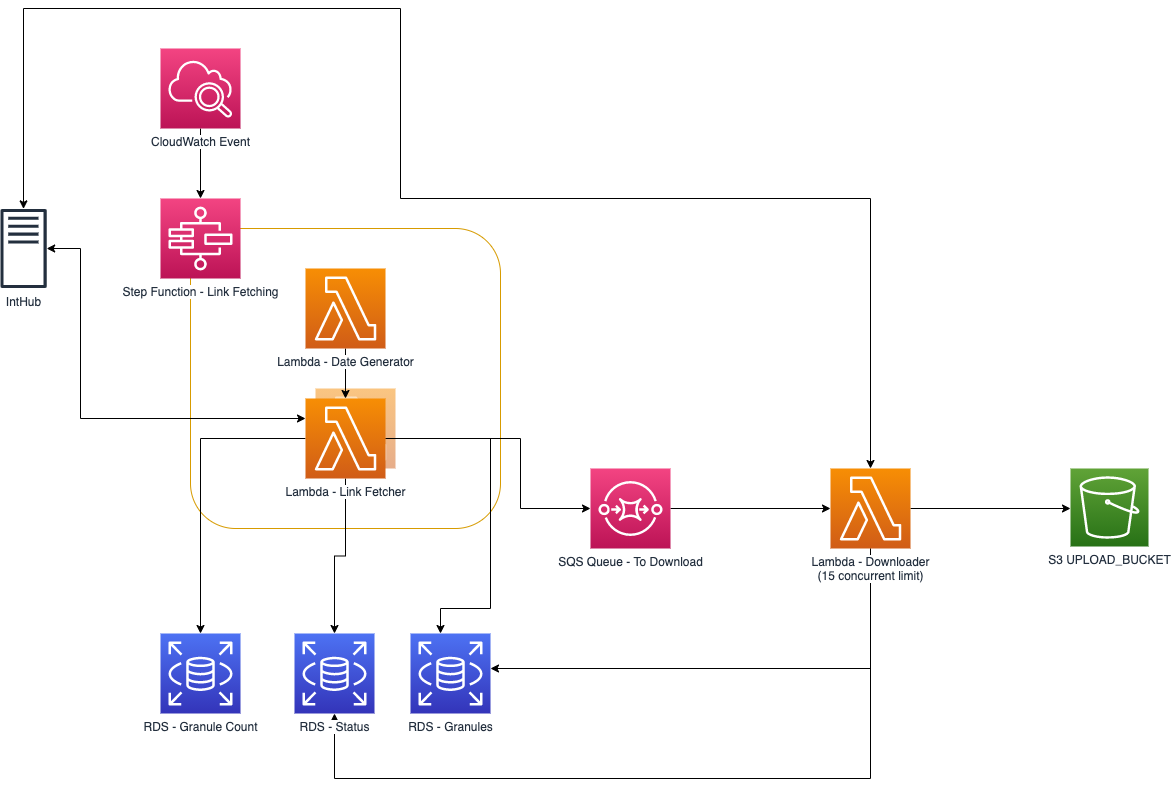 CloudWatch Event
Step Function - Link Fetching
IntHub
Lambda - Date Generator
Lambda - Link Fetcher
SQS Queue - To Download
Lambda - Downloader
(15 concurrent limit)
S3 UPLOAD_BUCKET
RDS - Granule Count
RDS - Status
RDS - Granules